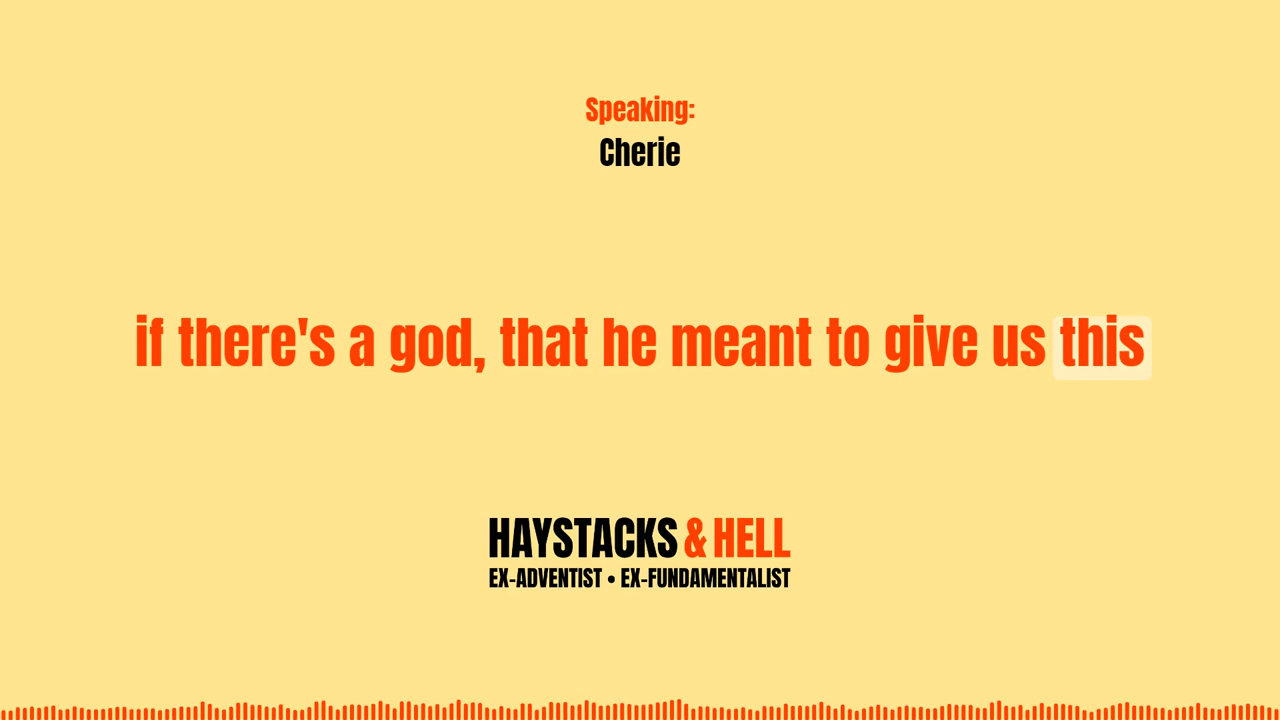 Speaking:
Cherie
if there's a god, that he meant to give us this
HAYSTACKS & HELL
EX-ADVENTIST • EX-FUNDAMENTALIST